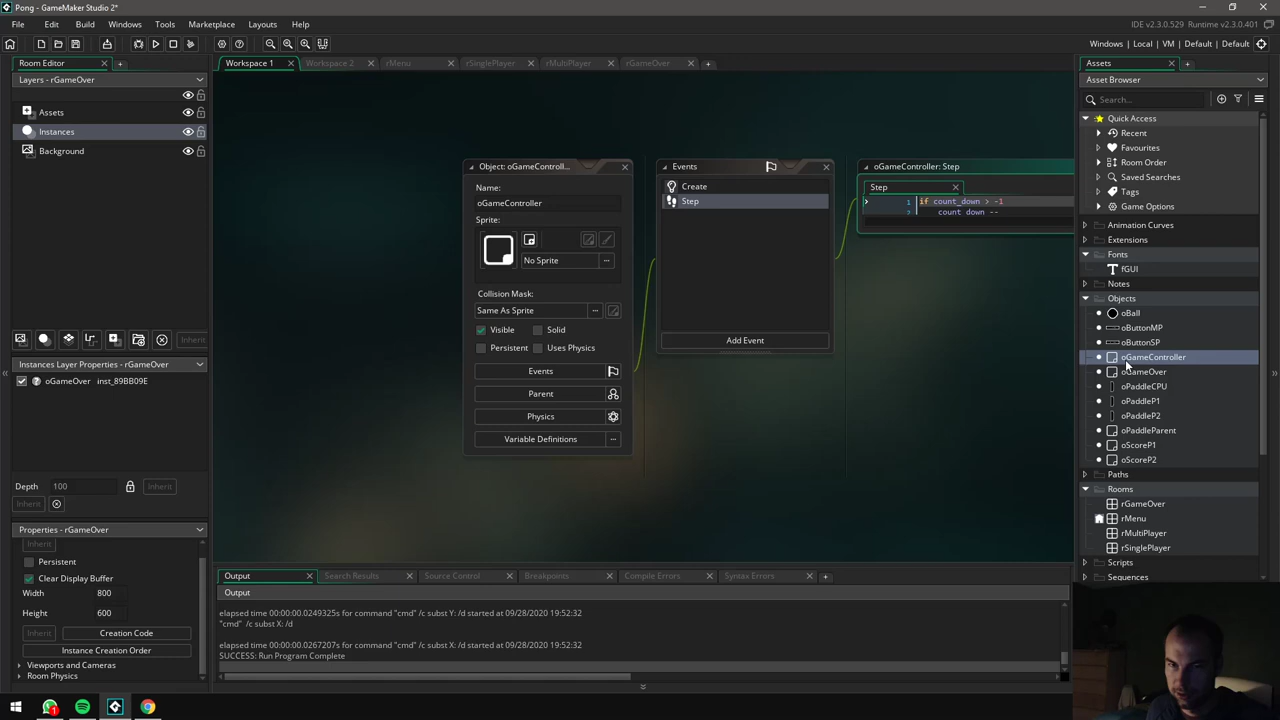 Pong - GameMaker Studio 2*
File Edit Build Windows Tools Marketplace Layouts Help
IDE v2.3.0.529 Runtime v2.3.0.401
Windows | Local | VM | Default | Default
Room Editor
Workspace 1 Workspace 2 rMenu rSinglePlayer rMultiPlayer rGameOver
Assets
Layers - rGameOver
Asset Browser
Search...
Assets
Instances
Background
Quick Access
Recent
Favourites
Room Order
Saved Searches
Tags
Game Options
Animation Curves
Extensions
Fonts
fGUI
Notes
Objects
oBall
oButtonMP
oButtonSP
oGameController
oGameOver
oPaddleCPU
oPaddleP1
oPaddleP2
oPaddleParent
oScoreP1
oScoreP2
Paths
Rooms
rGameOver
rMenu
rMultiPlayer
rSinglePlayer
Scripts
Sequences
Object: oGameControll...
Name:
oGameController
Sprite:
No Sprite ...
Collision Mask:
Same As Sprite ...
Visible Solid
Persistent Uses Physics
Events
Parent
Physics
Variable Definitions ...
Events
Create
Step
Add Event
oGameController: Step
Step
1 if count_down > -1
2 count_down --
Inherit
Instances Layer Properties - rGameOver
oGameOver inst_89BB09E
Depth 100 Inherit
Inherit
Properties - rGameOver
Inherit
Persistent
Clear Display Buffer
Width 800
Height 600
Inherit Creation Code
Instance Creation Order
Viewports and Cameras
Room Physics
Output Search Results Source Control Breakpoints Compile Errors Syntax Errors
Output
elapsed time 00:00:00.0249325s for command "cmd" /c subst Y: /d started at 09/28/2020 19:52:32
"cmd" /c subst X: /d
elapsed time 00:00:00.0267207s for command "cmd" /c subst X: /d started at 09/28/2020 19:52:32
SUCCESS: Run Program Complete